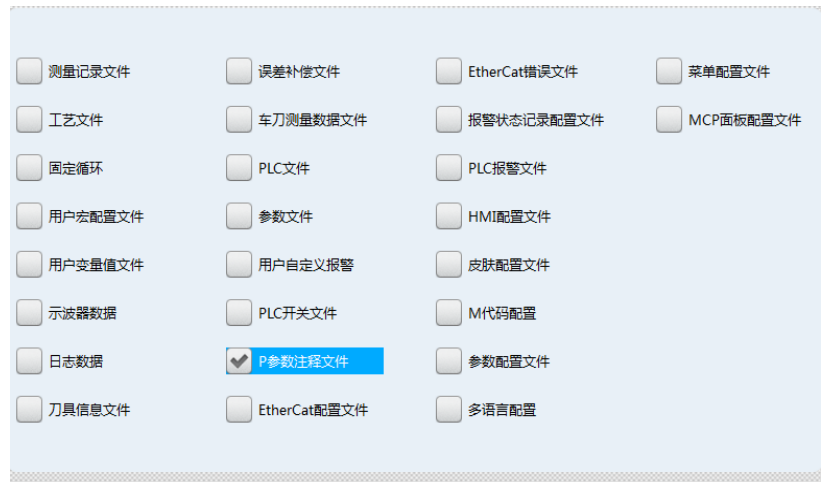 测量记录文件
误差补偿文件
EtherCat错误文件
菜单配置文件
工艺文件
车刀测量数据文件
报警状态记录配置文件
MCP面板配置文件
固定循环
PLC文件
PLC报警文件
用户宏配置文件
参数文件
HMI配置文件
用户变量值文件
用户自定义报警
皮肤配置文件
示波器数据
PLC开关文件
M代码配置
日志数据
P参数注释文件
参数配置文件
刀具信息文件
EtherCat配置文件
多语言配置